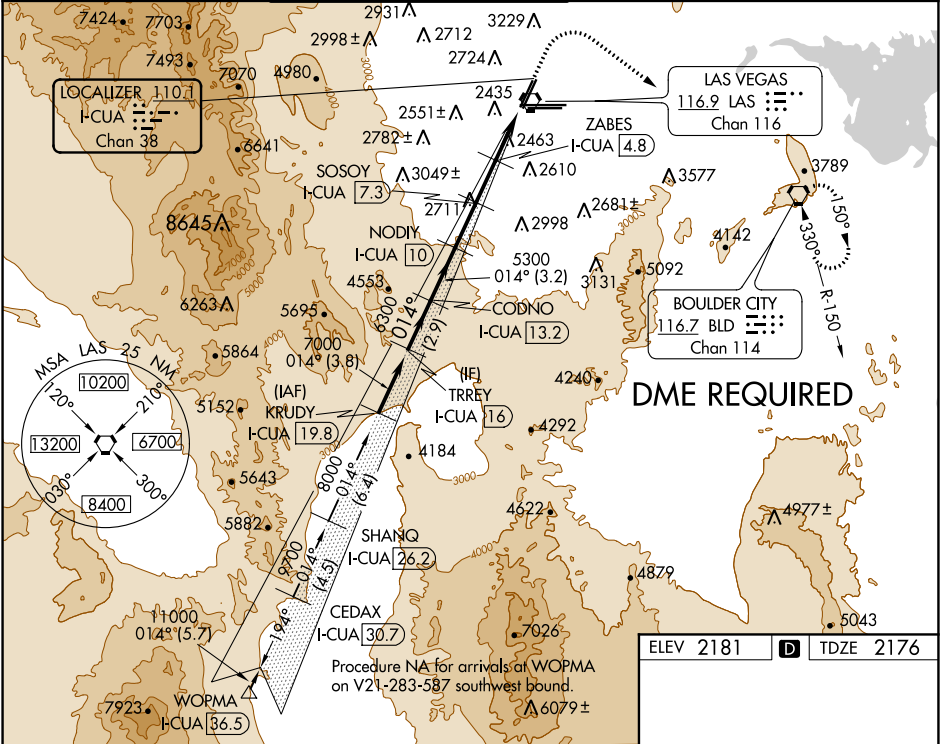 7424
7703
2931
3229
2998 ±
2712
7493
2724
7070
4980
3000
LOCALIZER 110.1
I-CUA
Chan 38
2435
LAS VEGAS
116.9 LAS
Chan 116
2551±
ZABES
I-CUA 4.8
2782 ±
2463
6641
SOSOY
I-CUA 7.3
3049±
2610
3577
3789
2711
2681±
2998
8645
7000
6000
5000
NODIY
I-CUA 10
4142
150°
330°
R-150
5300
014° (3.2)
4553
3131
5092
6263
5695
6300
014°
(2.9)
CODNO
I-CUA 13.2
BOULDER CITY
116.7 BLD
Chan 114
4000
7000
014° (3.8)
5864
MSA LAS 25 NM
10200
120°
210°
13200
6700
030°
300°
8400
(IAF)
KRUDY
I-CUA 19.8
(IF)
TRREY
I-CUA 16
4240
DME REQUIRED
5152
3000
4292
4184
3000
5643
8000
014°
(6.4)
5882
4622
4977±
SHANQ
I-CUA 26.2
4000
9700
014°
(4.5)
4879
11000
014° (5.7)
194°
CEDAX
I-CUA 30.7
7026
5043
Procedure NA for arrivals at WOPMA
on V21-283-587 southwest bound.
ELEV 2181
D
TDZE 2176
7923
WOPMA
I-CUA 36.5
6079±